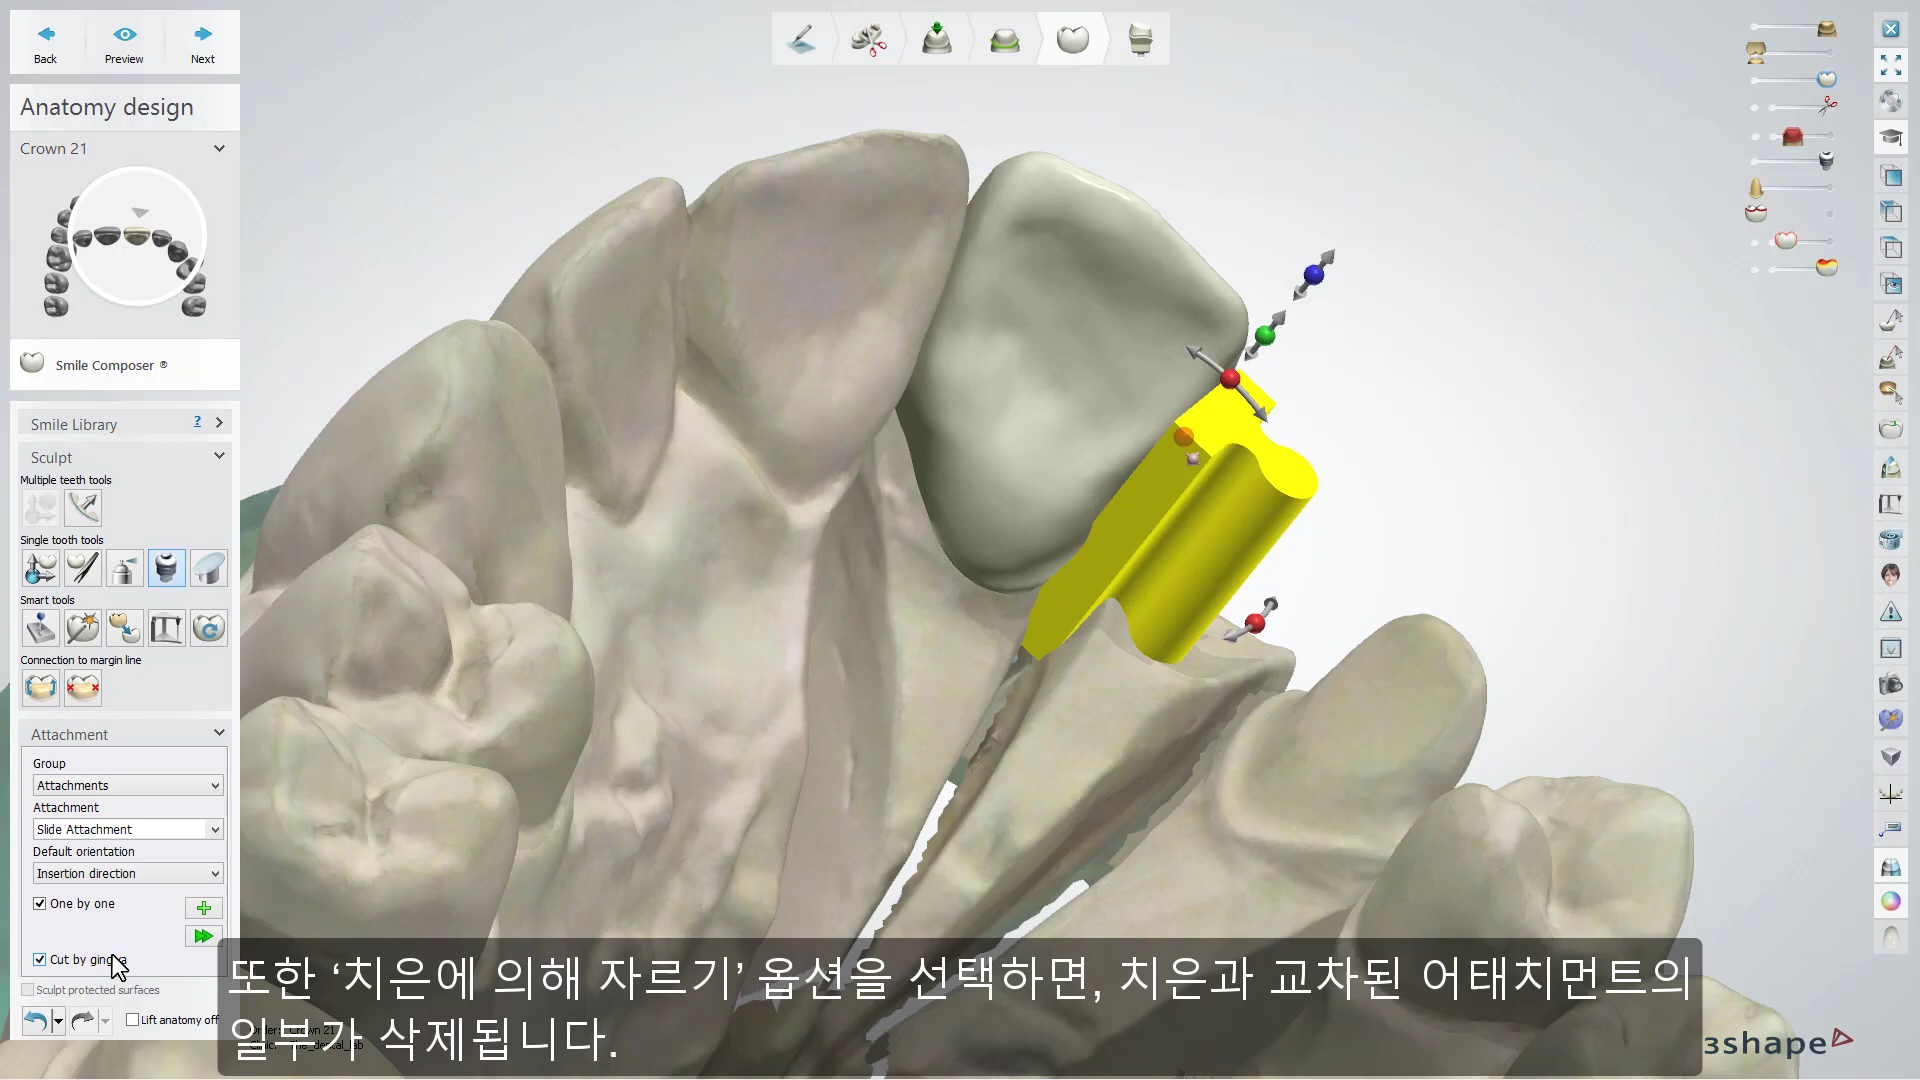 Back
Preview
Next
Anatomy design
Crown 21
Smile Composer ®
Smile Library
?
Sculpt
Multiple teeth tools
Single tooth tools
Smart tools
Connection to margin line
Attachment
Group
Attachments
Attachment
Slide Attachment
Default orientation
Insertion direction
One by one
Cut by
Sculpt protected surfaces
Lift anatomy off
또한 ‘치은에 의해 자르기’ 옵션을 선택하면, 치은과 교차된 어태치먼트의
일부가 삭제됩니다.
3shape